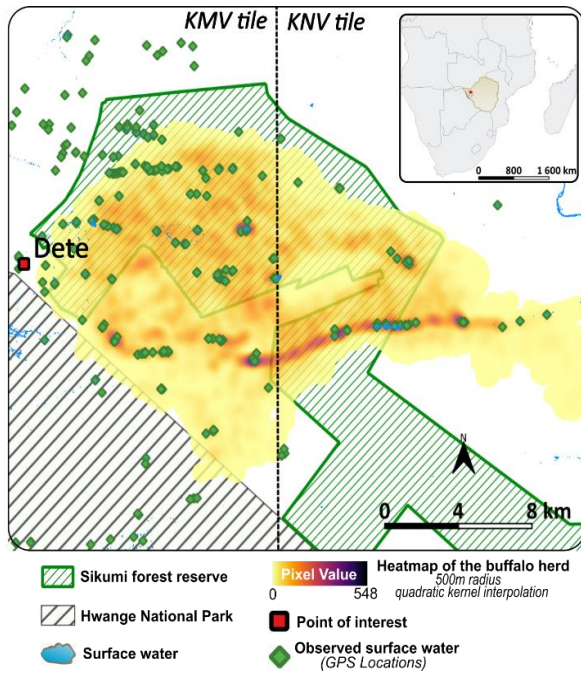 KMV tile KNV tile
0 800 1 600 km
Dete
N
0 4 8 km
Sikumi forest reserve
Hwange National Park
Surface water
Pixel Value
0 548
Heatmap of the buffalo herd
500m radius
quadratic kernel interpolation
Point of interest
Observed surface water
(GPS Locations)